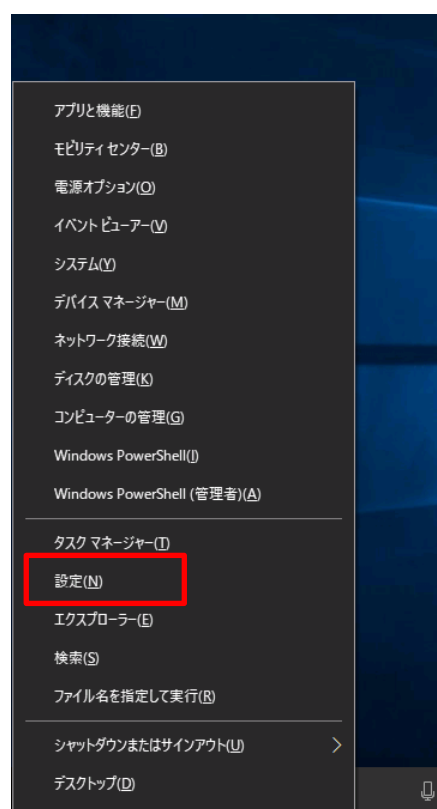 アプリと機能(F)
モビリティ センター(B)
電源オプション(O)
イベント ビューアー(V)
システム(Y)
デバイス マネージャー(M)
ネットワーク接続(W)
ディスクの管理(K)
コンピューターの管理(G)
Windows PowerShell(I)
Windows PowerShell (管理者)(A)
タスク マネージャー(T)
設定(N)
エクスプローラー(E)
検索(S)
ファイル名を指定して実行(R)
シャットダウンまたはサインアウト(U)
デスクトップ(D)